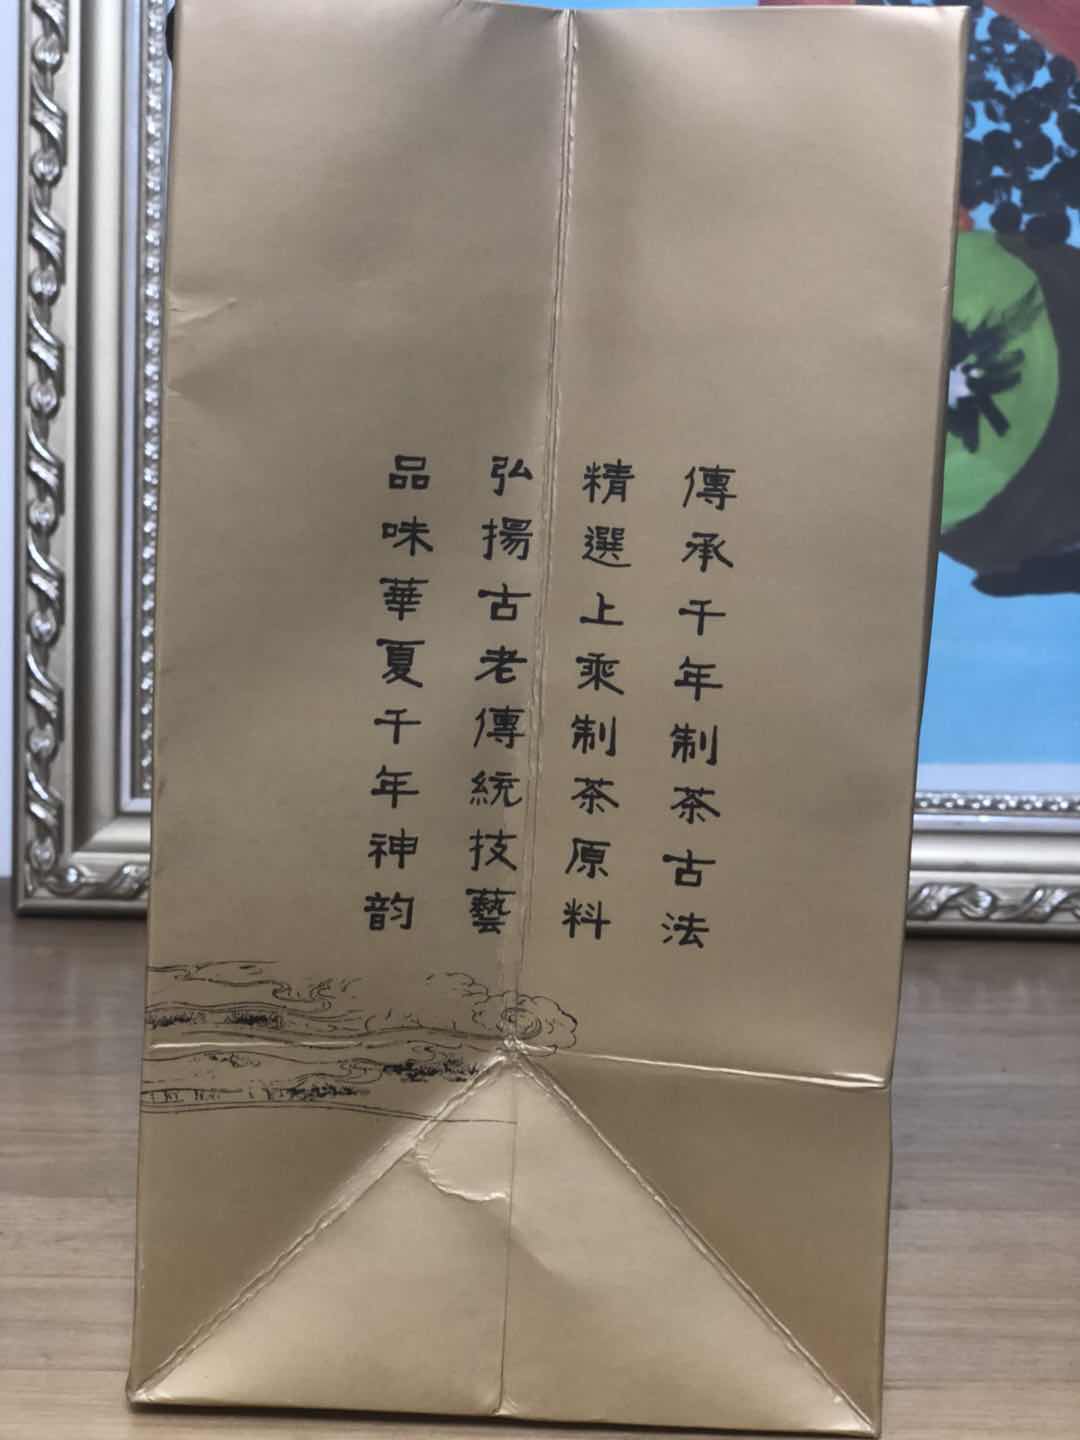 傳承千年制茶古法
精選上乘制茶原料
弘揚古老傳統技藝
品味華夏千年神韵